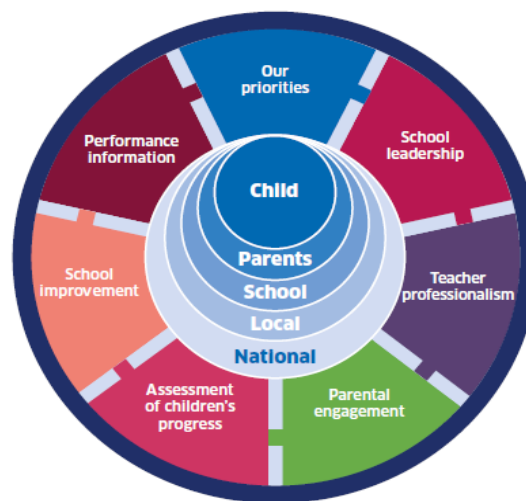 Our
priorities
School
leadership
Teacher
professionalism
Parental
engagement
Assessment
of children's
progress
School
improvement
Performance
information
Child
Parents
School
Local
National